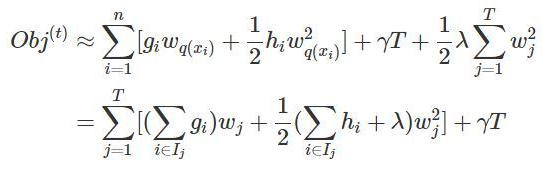 Obj^{(t)} ≈ \sum_{i=1}^{n} [g_i w_{q(x_i)} + \frac{1}{2} h_i w_{q(x_i)}^2] + γT + \frac{1}{2} λ \sum_{j=1}^{T} w_j^2
= \sum_{j=1}^{T} [(\sum_{i∈I_j} g_i) w_j + \frac{1}{2} (\sum_{i∈I_j} h_i + λ) w_j^2] + γT